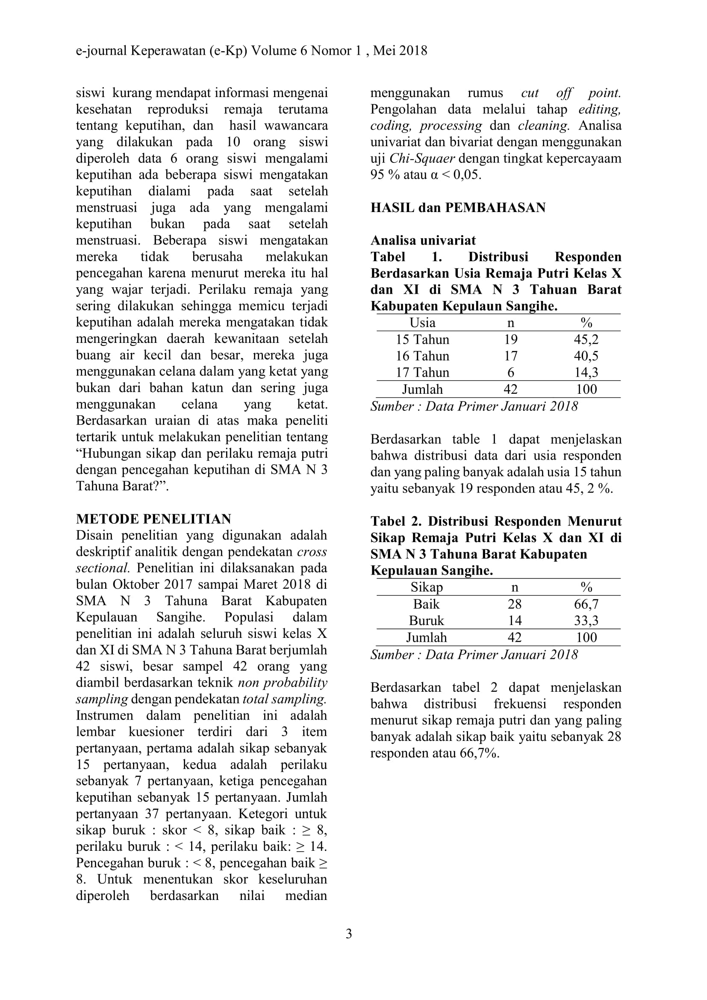 e-journal Keperawatan (e-Kp) Volume 6 Nomor 1 , Mei 2018
siswi kurang mendapat informasi mengenai
kesehatan reproduksi remaja terutama
tentang keputihan, dan hasil wawancara
yang dilakukan pada 10 orang siswi
diperoleh data 6 orang siswi mengalami
keputihan ada beberapa siswi mengatakan
keputihan dialami pada saat setelah
menstruasi juga ada yang mengalami
keputihan bukan pada saat setelah
menstruasi. Beberapa siswi mengatakan
mereka tidak berusaha melakukan
pencegahan karena menurut mereka itu hal
yang wajar terjadi. Perilaku remaja yang
sering dilakukan sehingga memicu terjadi
keputihan adalah mereka mengatakan tidak
mengeringkan daerah kewanitaan setelah
buang air kecil dan besar, mereka juga
menggunakan celana dalam yang ketat yang
bukan dari bahan katun dan sering juga
menggunakan celana yang ketat.
Berdasarkan uraian di atas maka peneliti
tertarik untuk melakukan penelitian tentang
“Hubungan sikap dan perilaku remaja putri
dengan pencegahan keputihan di SMA N 3
Tahuna Barat?”.
METODE PENELITIAN
Disain penelitian yang digunakan adalah
deskriptif analitik dengan pendekatan cross
sectional. Penelitian ini dilaksanakan pada
bulan Oktober 2017 sampai Maret 2018 di
SMA N 3 Tahuna Barat Kabupaten
Kepulauan Sangihe. Populasi dalam
penelitian ini adalah seluruh siswi kelas X
dan XI di SMA N 3 Tahuna Barat berjumlah
42 siswi, besar sampel 42 orang yang
diambil berdasarkan teknik non probability
sampling dengan pendekatan total sampling.
Instrumen dalam penelitian ini adalah
lembar kuesioner terdiri dari 3 item
pertanyaan, pertama adalah sikap sebanyak
15 pertanyaan, kedua adalah perilaku
sebanyak 7 pertanyaan, ketiga pencegahan
keputihan sebanyak 15 pertanyaan. Jumlah
pertanyaan 37 pertanyaan. Ketegori untuk
sikap buruk : skor < 8, sikap baik : ≥ 8,
perilaku buruk : < 14, perilaku baik: ≥ 14.
Pencegahan buruk : < 8, pencegahan baik ≥
8. Untuk menentukan skor keseluruhan
diperoleh berdasarkan nilai median
menggunakan rumus cut off point.
Pengolahan data melalui tahap editing,
coding, processing dan cleaning. Analisa
univariat dan bivariat dengan menggunakan
uji Chi-Squaer dengan tingkat kepercayaam
95 % atau α < 0,05.
HASIL dan PEMBAHASAN
Analisa univariat
Tabel 1. Distribusi Responden
Berdasarkan Usia Remaja Putri Kelas X
dan XI di SMA N 3 Tahuan Barat
Kabupaten Kepulaun Sangihe.
Usia n %
15 Tahun 19 45,2
16 Tahun 17 40,5
17 Tahun 6 14,3
Jumlah 42 100
Sumber : Data Primer Januari 2018
Berdasarkan table 1 dapat menjelaskan
bahwa distribusi data dari usia responden
dan yang paling banyak adalah usia 15 tahun
yaitu sebanyak 19 responden atau 45, 2 %.
Tabel 2. Distribusi Responden Menurut
Sikap Remaja Putri Kelas X dan XI di
SMA N 3 Tahuna Barat Kabupaten
Kepulauan Sangihe.
Sikap n %
Baik 28 66,7
Buruk 14 33,3
Jumlah 42 100
Sumber : Data Primer Januari 2018
Berdasarkan tabel 2 dapat menjelaskan
bahwa distribusi frekuensi responden
menurut sikap remaja putri dan yang paling
banyak adalah sikap baik yaitu sebanyak 28
responden atau 66,7%.
3